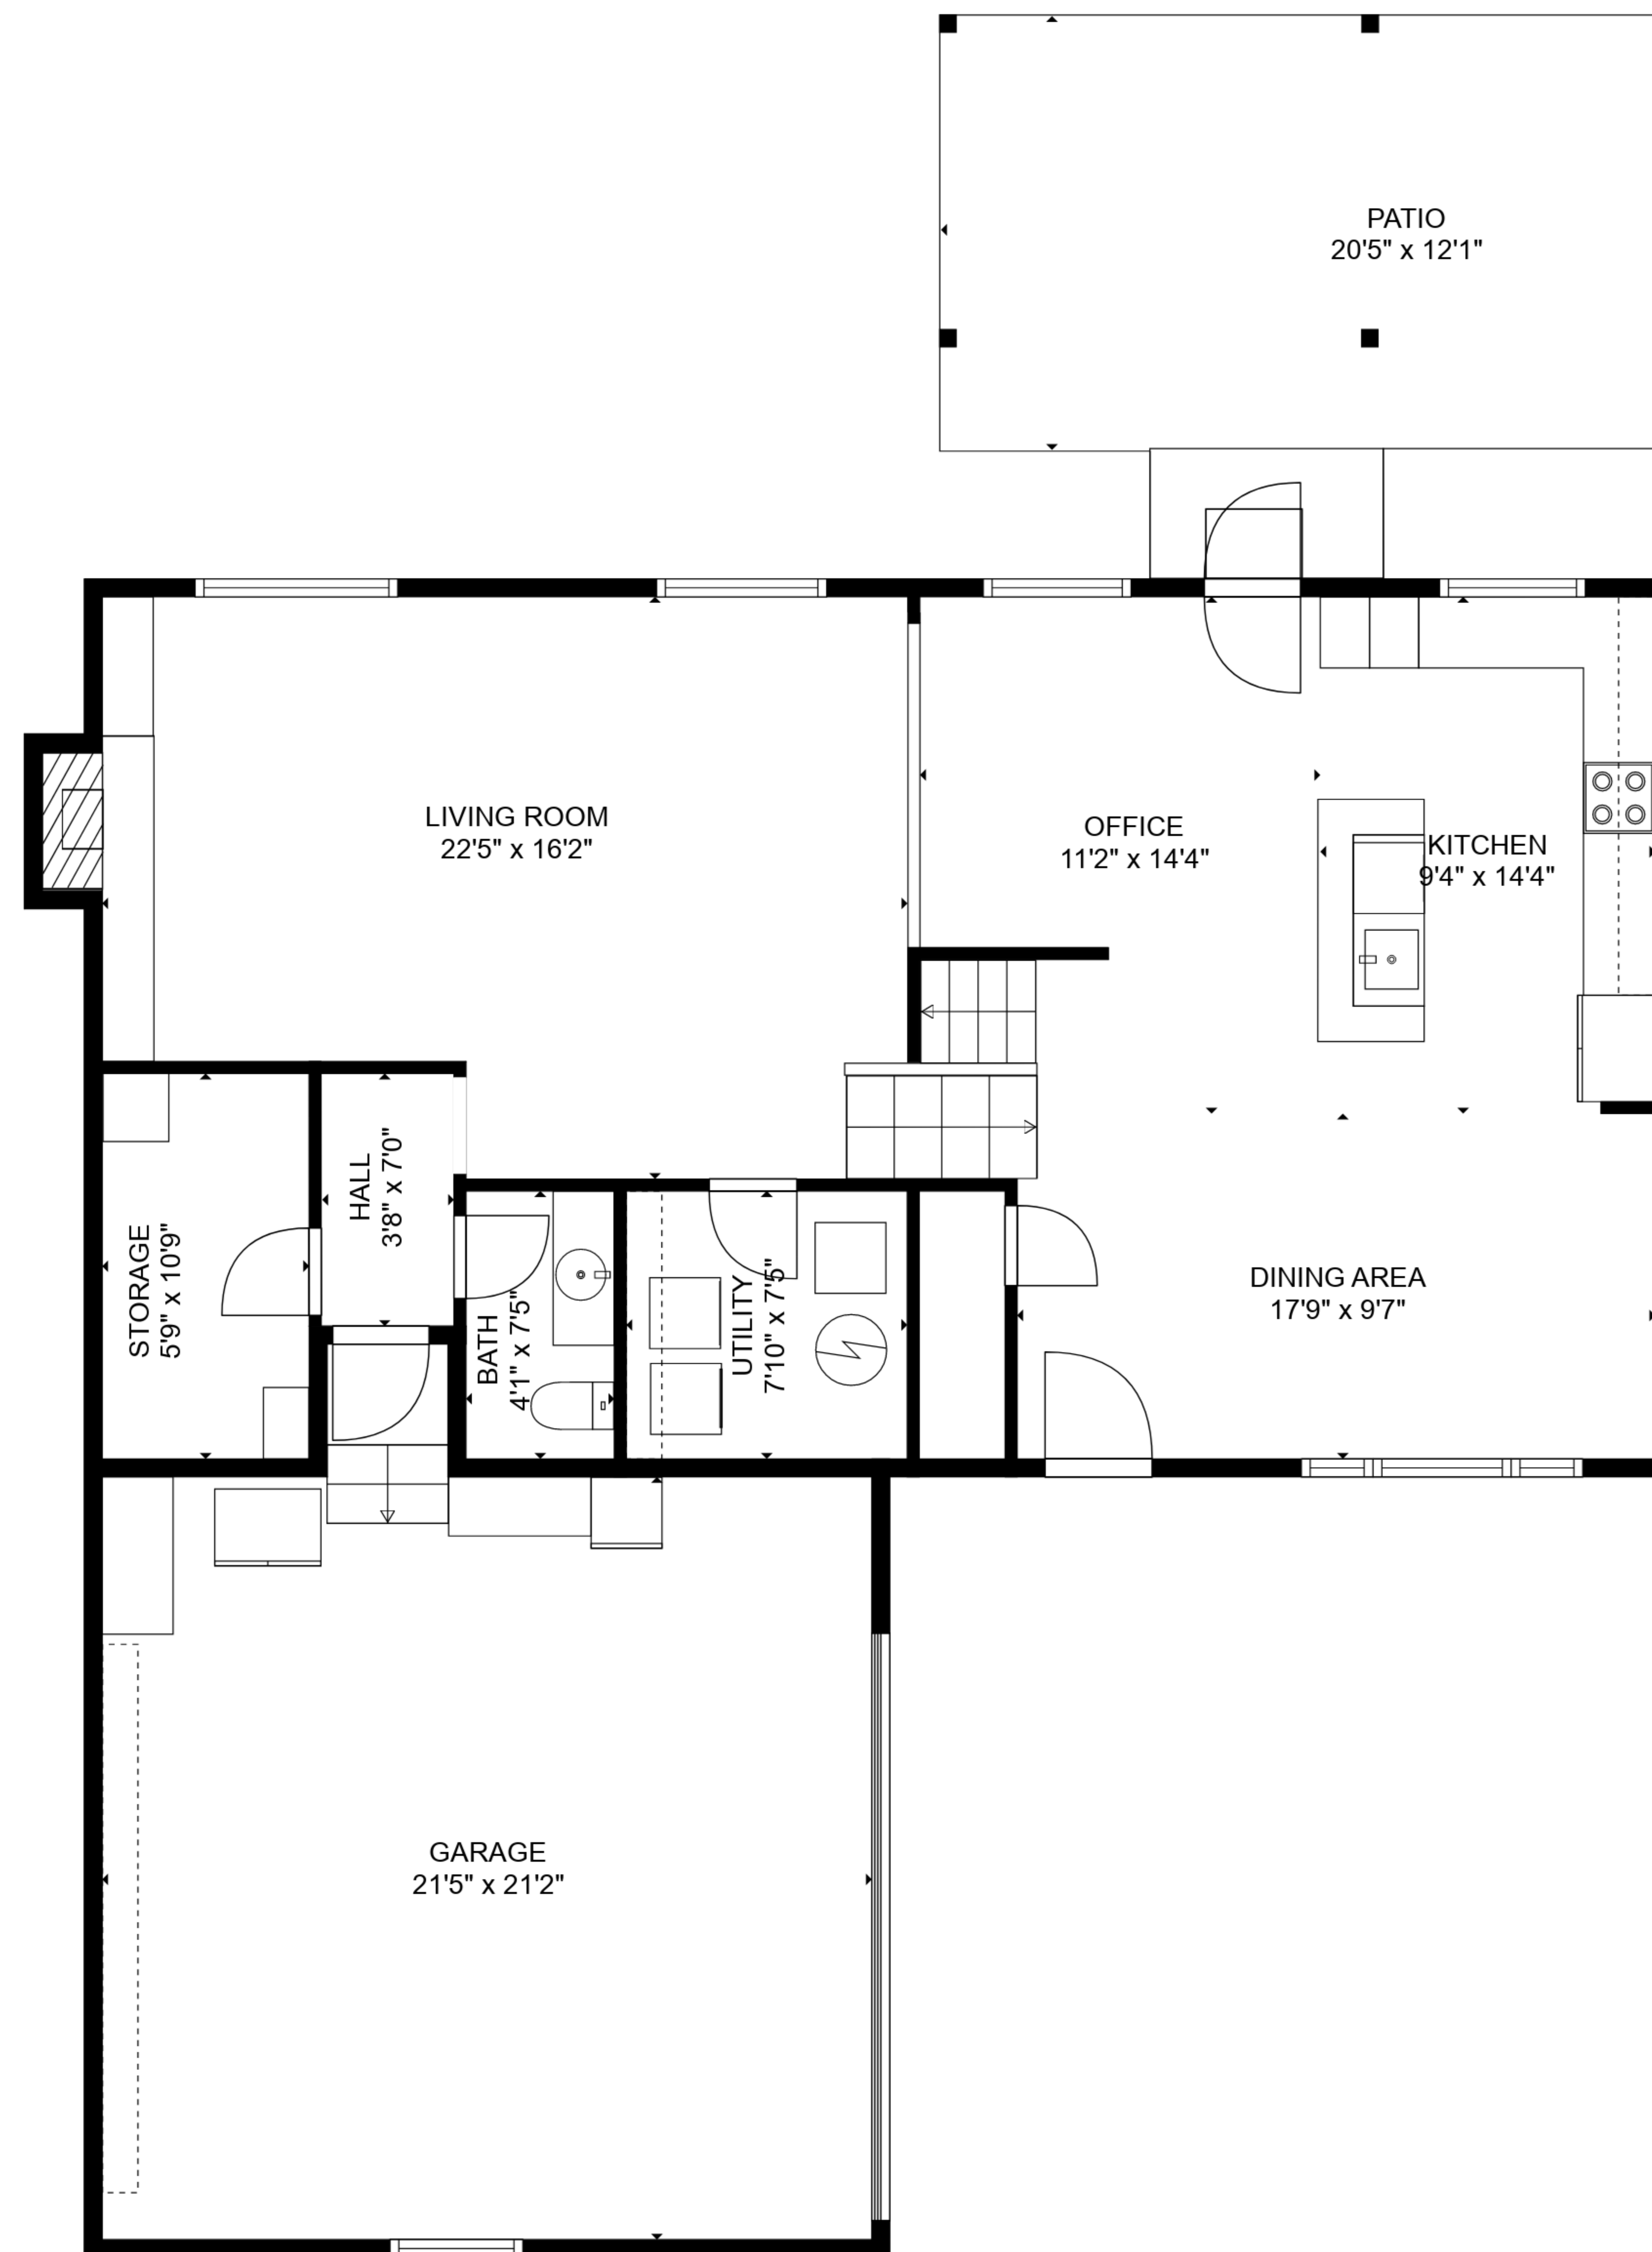 PATIO
20'5" x 12'1"
LIVING ROOM
22'5" x 16'2"
OFFICE
11'2" x 14'4"
KITCHEN
9'4" x 14'4"
HALL
3'8" x 7'0"
STORAGE
5'9" x 10'9"
BATH
4'1" x 7'5"
UTILITY
7'10" x 7'5"
DINING AREA
17'9" x 9'7"
GARAGE
21'5" x 21'2"